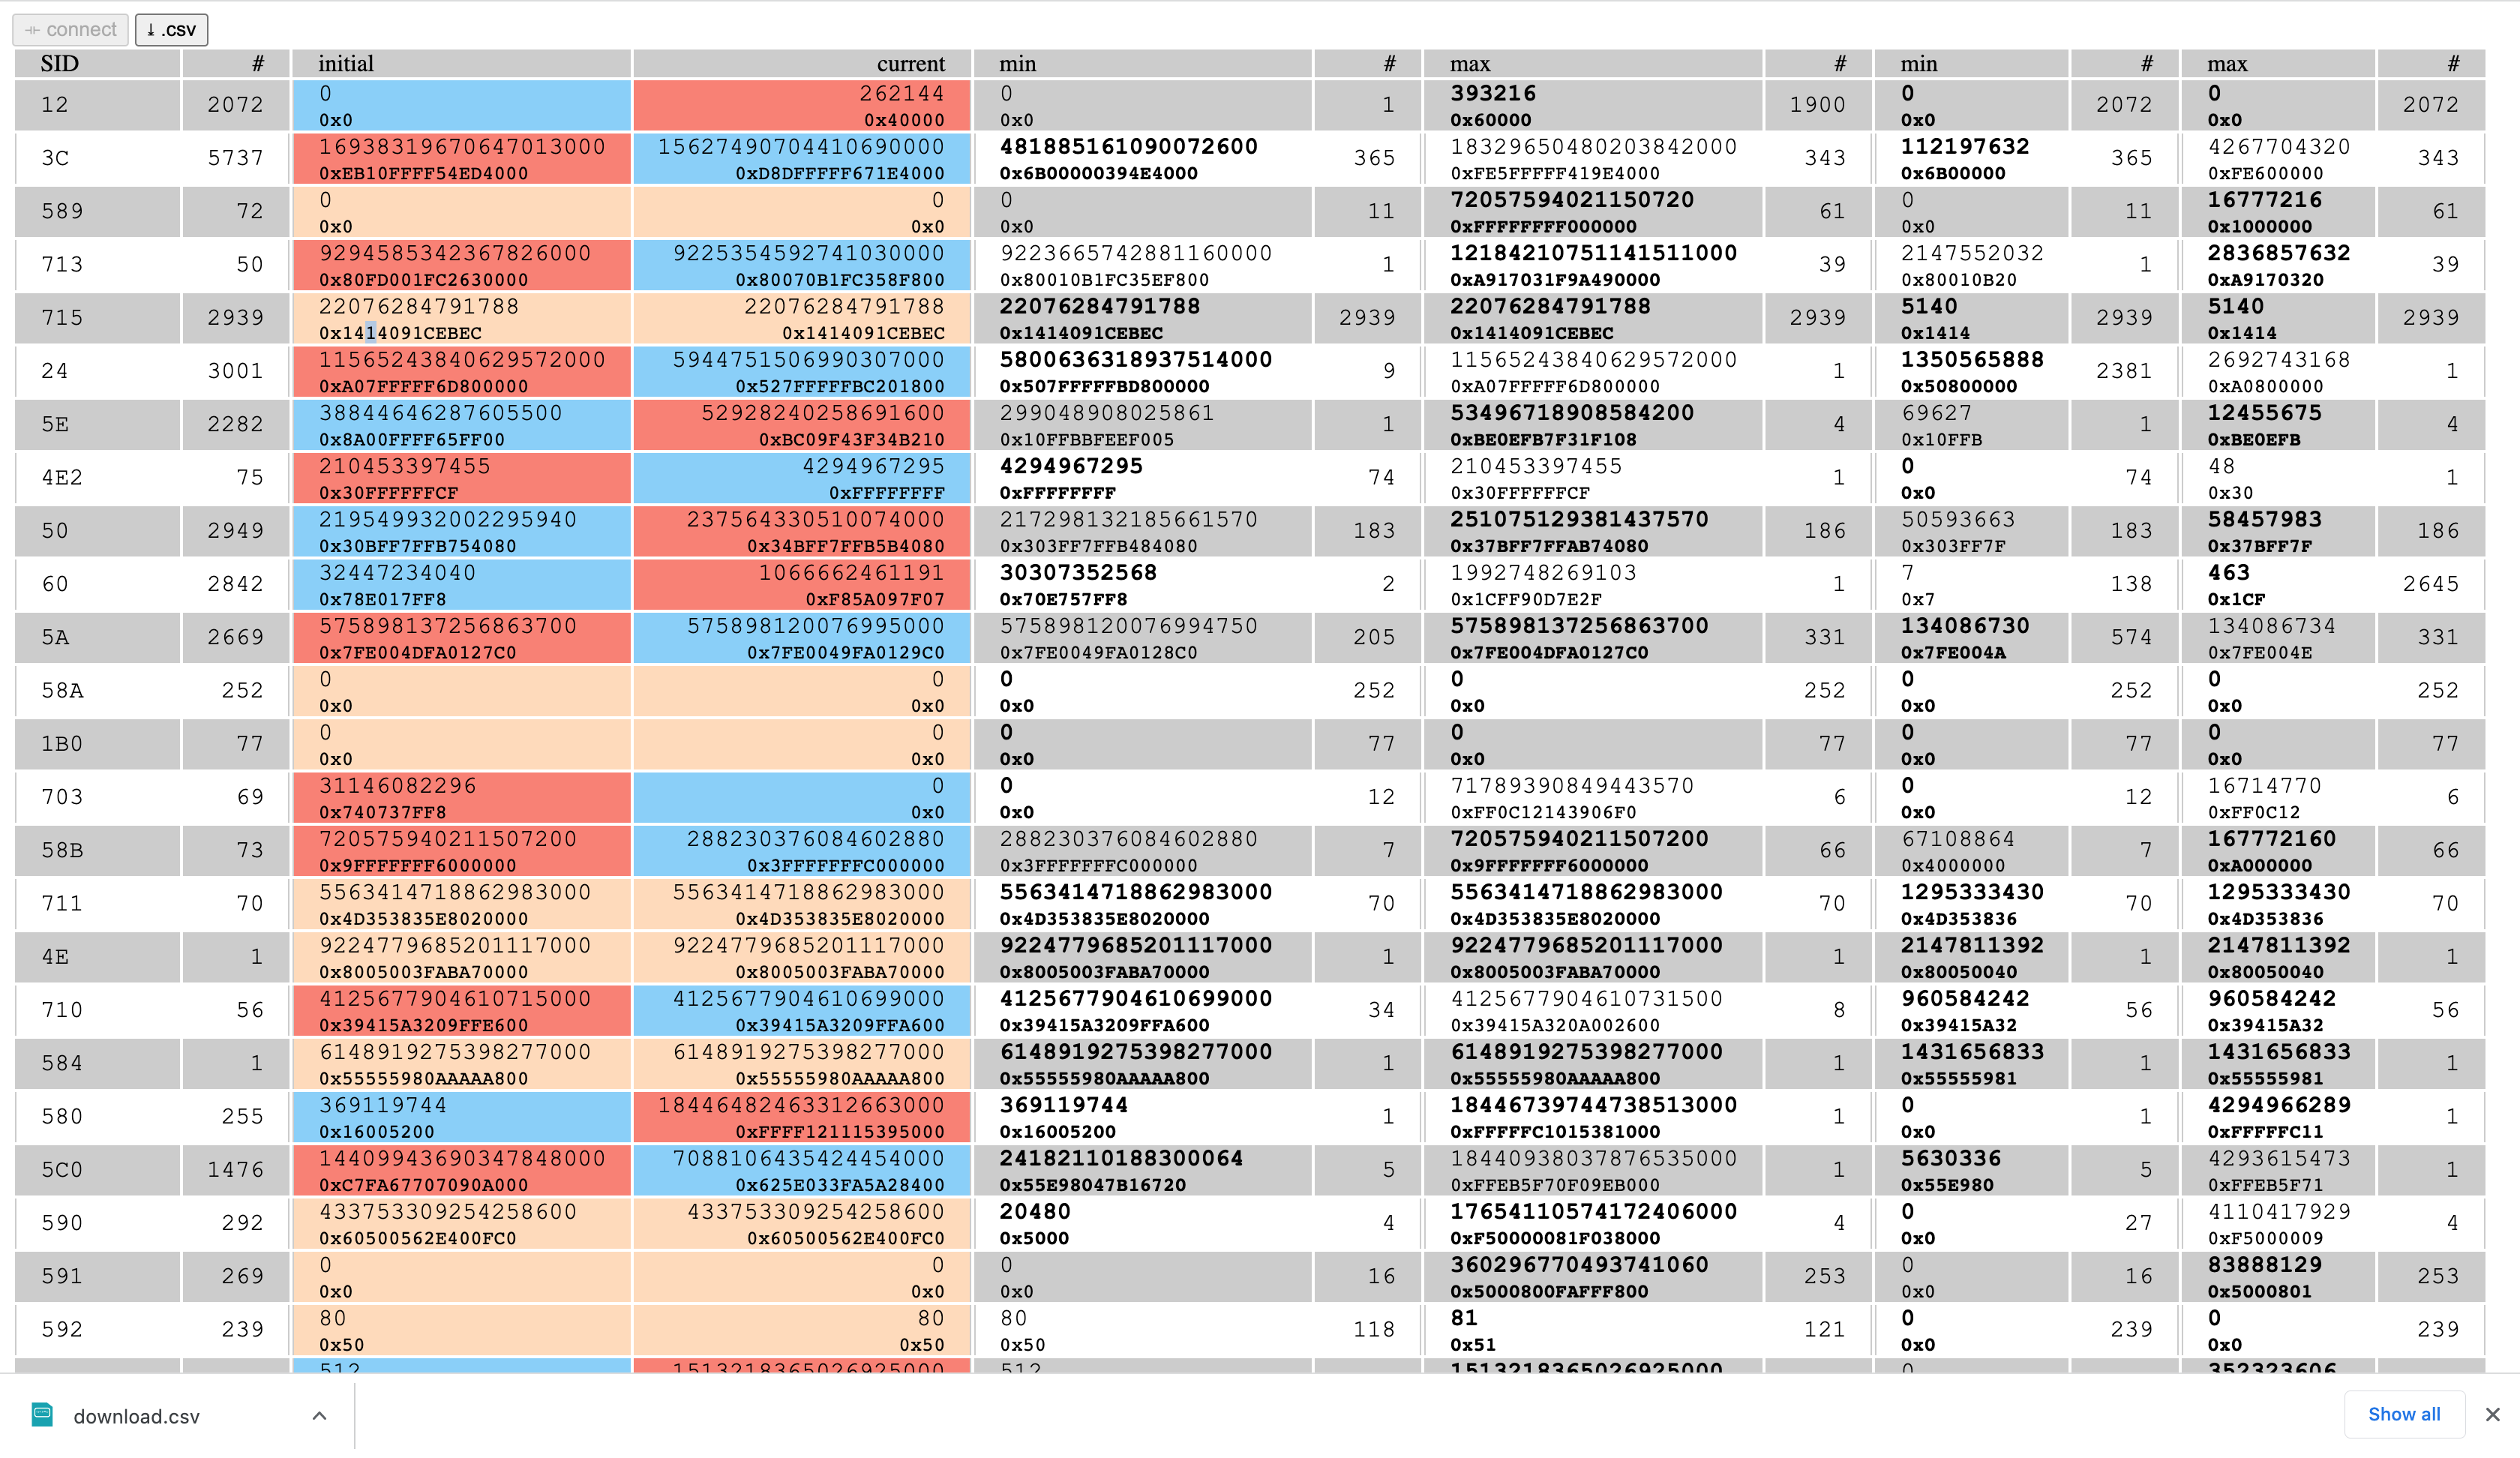 connect .csv
SID # initial current min # max # min # max #
12 2072 0 262144 0 1 393216 1900 0 2072 0 2072
0x0 0x40000 0x0 0x60000 0x0 0x0
3C 5737 16938319670647013000 15627490704410690000 481885161090072600 365 18329650480203842000 343 112197632 365 4267704320 343
0xEB10FFFF54ED4000 0xD8DFFFFF671E4000 0x6B00000394E4000 0xFE5FFFFF419E4000 0x6B00000 0xFE600000
589 72 0 0 0 11 72057594021150720 61 0 11 16777216 61
0x0 0x0 0x0 0xFFFFFFFF000000 0x0 0x1000000
713 50 9294585342367826000 9225354592741030000 9223665742881160000 1 12184210751141511000 39 2147552032 1 2836857632 39
0x80FD001FC2630000 0x80070B1FC358F800 0x80010B1FC35EF800 0xA917031F9A490000 0x80010B20 0xA9170320
715 2939 22076284791788 22076284791788 22076284791788 2939 22076284791788 2939 5140 2939 5140 2939
0x1414091CEBEC 0x1414091CEBEC 0x1414091CEBEC 0x1414091CEBEC 0x1414 0x1414
24 3001 11565243840629572000 5944751506990307000 5800636318937514000 9 11565243840629572000 1 1350565888 2381 2692743168 1
0xA07FFFFF6D800000 0x527FFFFFBC201800 0x507FFFFFBD800000 0xA07FFFFF6D800000 0x50800000 0xA0800000
5E 2282 38844646287605500 52928240258691600 299048908025861 1 53496718908584200 4 69627 1 12455675 4
0x8A00FFFF65FF00 0xBC09F43F34B210 0x10FFBBFEEF005 0xBE0EFB7F31F108 0x10FFB 0xBE0EFB
4E2 75 210453397455 4294967295 4294967295 74 210453397455 1 0 74 48 1
0x30FFFFFFCF 0xFFFFFFFF 0xFFFFFFFF 0x30FFFFFFCF 0x0 0x30
50 2949 219549932002295940 237564330510074000 217298132185661570 183 251075129381437570 186 50593663 183 58457983 186
0x30BFF7FFB754080 0x34BFF7FFB5B4080 0x303FF7FFB484080 0x37BFF7FFAB74080 0x303FF7F 0x37BFF7F
60 2842 32447234040 1066662461191 30307352568 2 1992748269103 1 7 138 463 2645
0x78E017FF8 0xF85A097F07 0x70E757FF8 0x1CFF90D7E2F 0x7 0x1CF
5A 2669 575898137256863700 575898120076995000 575898120076994750 205 575898137256863700 331 134086730 574 134086734 331
0x7FE004DFA0127C0 0x7FE0049FA0129C0 0x7FE0049FA0128C0 0x7FE004DFA0127C0 0x7FE004A 0x7FE004E
58A 252 0 0 0 252 0 252 0 252 0 252
0x0 0x0 0x0 0x0 0x0 0x0
1B0 77 0 0 0 77 0 77 0 77 0 77
0x0 0x0 0x0 0x0 0x0 0x0
703 69 31146082296 0 0 12 71789390849443570 6 0 12 16714770 6
0x740737FF8 0x0 0x0 0xFF0C12143906F0 0x0 0xFF0C12
58B 73 720575940211507200 288230376084602880 288230376084602880 7 720575940211507200 66 67108864 7 167772160 66
0x9FFFFFFF6000000 0x3FFFFFFFC000000 0x3FFFFFFFC000000 0x9FFFFFFF6000000 0x4000000 0xA000000
711 70 5563414718862983000 5563414718862983000 5563414718862983000 70 5563414718862983000 70 1295333430 70 1295333430 70
0x4D353835E8020000 0x4D353835E8020000 0x4D353835E8020000 0x4D353835E8020000 0x4D353836 0x4D353836
4E 1 9224779685201117000 9224779685201117000 9224779685201117000 1 9224779685201117000 1 2147811392 1 2147811392 1
0x8005003FABA70000 0x8005003FABA70000 0x8005003FABA70000 0x8005003FABA70000 0x80050040 0x80050040
710 56 4125677904610715000 4125677904610699000 4125677904610699000 34 4125677904610731500 8 960584242 56 960584242 56
0x39415A3209FFE600 0x39415A3209FFA600 0x39415A3209FFA600 0x39415A320A002600 0x39415A32 0x39415A32
584 1 6148919275398277000 6148919275398277000 6148919275398277000 1 6148919275398277000 1 1431656833 1 1431656833 1
0x55555980AAAAA800 0x55555980AAAAA800 0x55555980AAAAA800 0x55555980AAAAA800 0x55555981 0x55555981
580 255 369119744 18446482463312663000 369119744 1 18446739744738513000 1 0 1 4294966289 1
0x16005200 0xFFFF121115395000 0x16005200 0xFFFFFC1015381000 0x0 0xFFFFFC11
5C0 1476 14409943690347848000 7088106435424454000 24182110188300064 5 18440938037876535000 1 5630336 5 4293615473 1
0xC7FA67707090A000 0x625E033FA5A28400 0x55E98047B16720 0xFFEB5F70F09EB000 0x55E980 0xFFEB5F71
590 292 433753309254258600 433753309254258600 20480 4 17654110574172406000 4 0 27 4110417929 4
0x60500562E400FC0 0x60500562E400FC0 0x5000 0xF50000081F038000 0x0 0xF5000009
591 269 0 0 0 16 360296770493741060 253 0 16 83888129 253
0x0 0x0 0x0 0x5000800FAFFF800 0x0 0x5000801
592 239 80 80 80 118 81 121 0 239 0 239
0x50 0x50 0x50 0x51 0x0 0x0
512 1513218365026925000 512 1513218365026925000 0 352323606
download.csv Show all